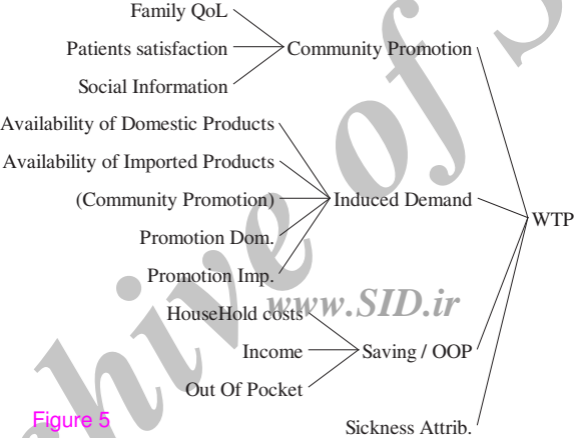 Family QoL
Patients satisfaction
Community Promotion
Social Information
Availability of Domestic Products
Availability of Imported Products
(Community Promotion)
Induced Demand
WTP
Promotion Dom.
Promotion Imp.
www.SID.ir
HouseHold costs
Income
Saving / OOP
Out Of Pocket
Figure 5
Sickness Attrib.